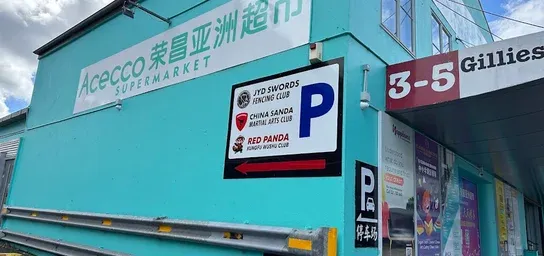 Acecco 荣昌亚洲超市
SUPERMARKET
JYD SWORDS
FENCING CLUB
CHINA SANDA
MARTIAL ARTS CLUB
RED PANDA
KUNGFU WUSHU CLUB
P
3-5 Gillies
P
停车场